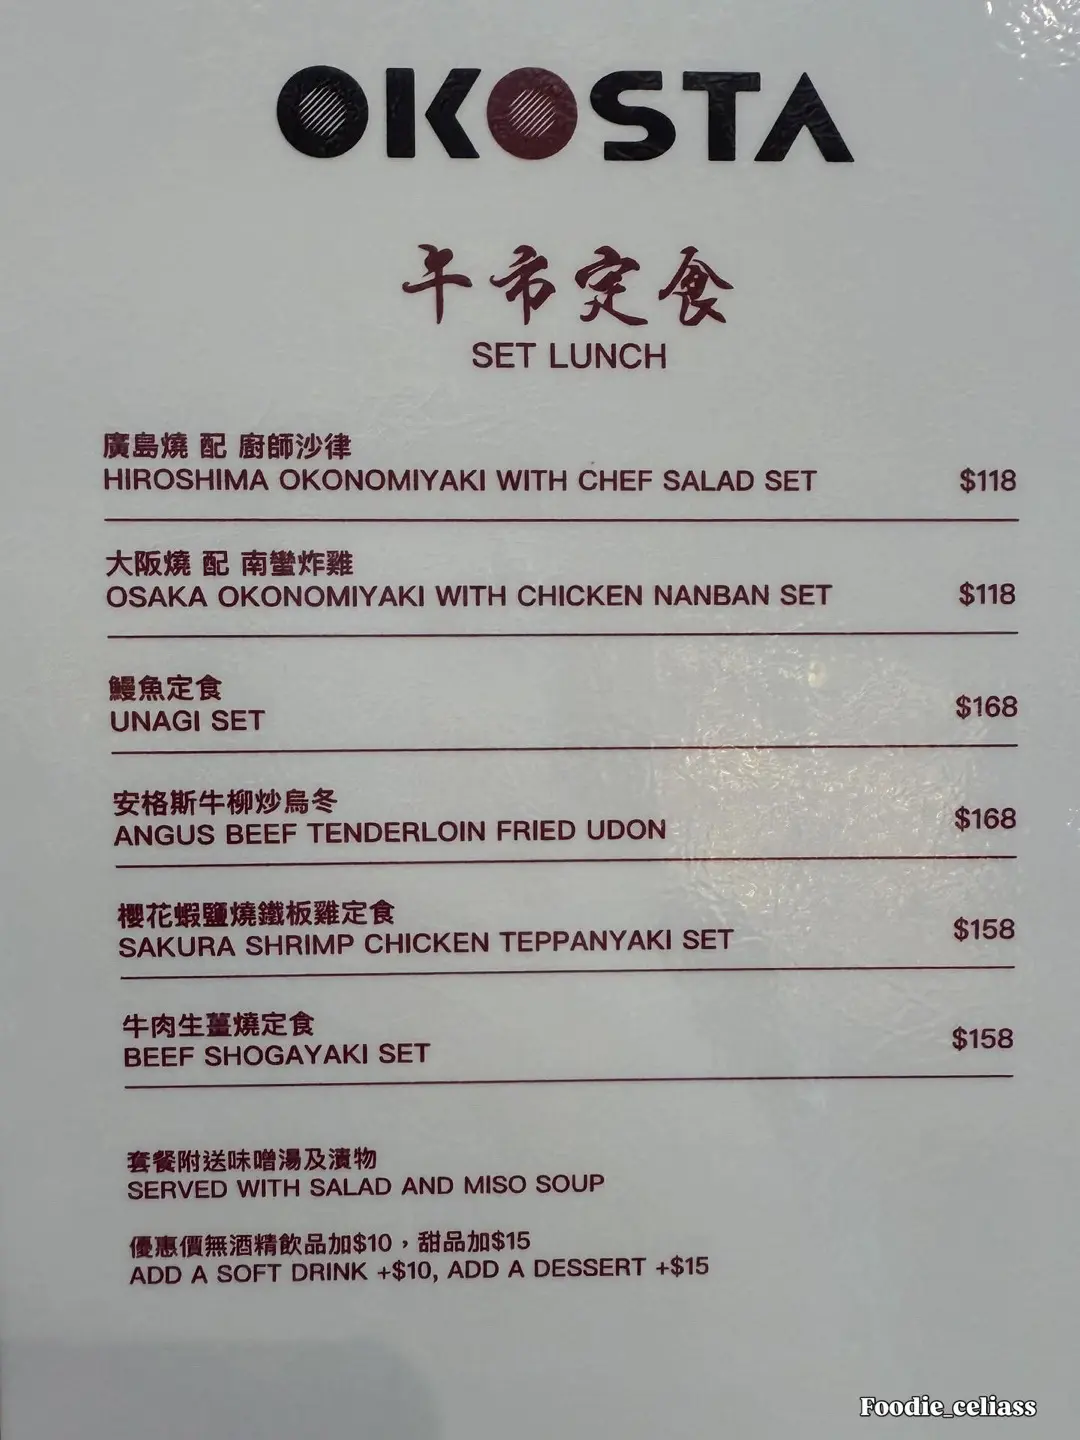 OKOSTA
午市定食
SET LUNCH
廣島燒 配 廚師沙律
HIROSHIMA OKONOMIYAKI WITH CHEF SALAD SET $118
大阪燒 配 南蠻炸雞
OSAKA OKONOMIYAKI WITH CHICKEN NANBAN SET $118
鰻魚定食
UNAGI SET $168
安格斯牛柳炒烏冬
ANGUS BEEF TENDERLOIN FRIED UDON $168
櫻花蝦鹽燒鐵板雞定食
SAKURA SHRIMP CHICKEN TEPPANYAKI SET $158
牛肉生薑燒定食
BEEF SHOGAYAKI SET $158
套餐附送味噌湯及漬物
SERVED WITH SALAD AND MISO SOUP
優惠價無酒精飲品加$10，甜品加$15
ADD A SOFT DRINK +$10, ADD A DESSERT +$15
Foodie_celiass